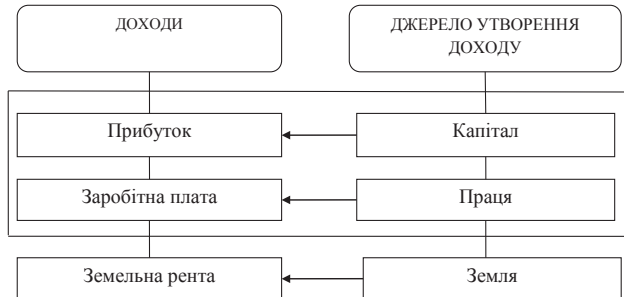 ДОХОДИ
ДЖЕРЕЛО УТВОРЕННЯ
ДОХОДУ
Прибуток
Капітал
Заробітна плата
Праця
Земельна рента
Земля